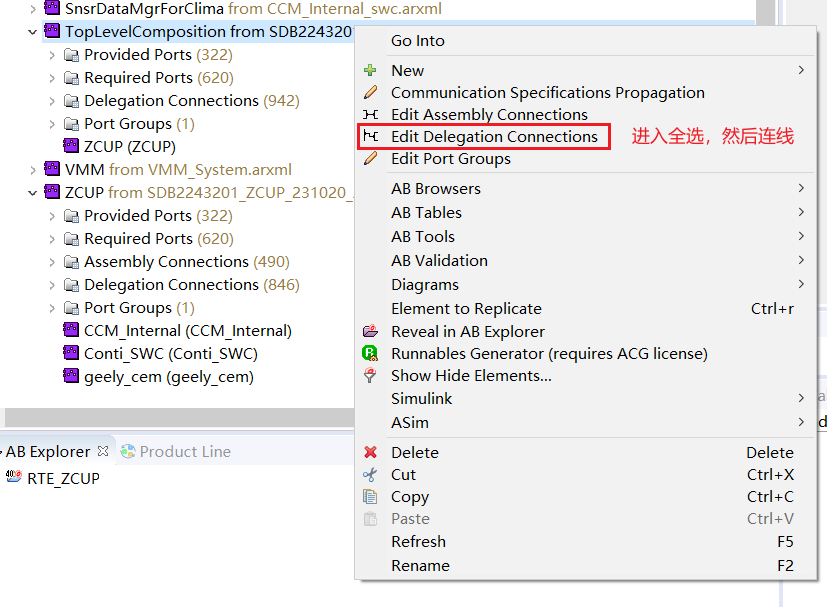 SnsrDataMgrForClima from CCM_Internal_swc.arxml
TopLevelComposition from SDB2243201
Provided Ports (322)
Required Ports (620)
Delegation Connections (942)
Port Groups (1)
ZCUP (ZCUP)
VMM from VMM_System.arxml
ZCUP from SDB2243201_ZCUP_231020_
Provided Ports (322)
Required Ports (620)
Assembly Connections (490)
Delegation Connections (846)
Port Groups (1)
CCM_Internal (CCM_Internal)
Conti_SWC (Conti_SWC)
geely_cem (geely_cem)
AB Explorer
Product Line
RTE_ZCUP
Go Into
New
Communication Specifications Propagation
Edit Assembly Connections
Edit Delegation Connections
进入全选，然后连线
Edit Port Groups
AB Browsers
AB Tables
AB Tools
AB Validation
Diagrams
Element to Replicate Ctrl+r
Reveal in AB Explorer
Runnables Generator (requires ACG license)
Show Hide Elements...
Simulink
ASim
Delete Delete
Cut Ctrl+X
Copy Ctrl+C
Paste Ctrl+V
Refresh F5
Rename F2